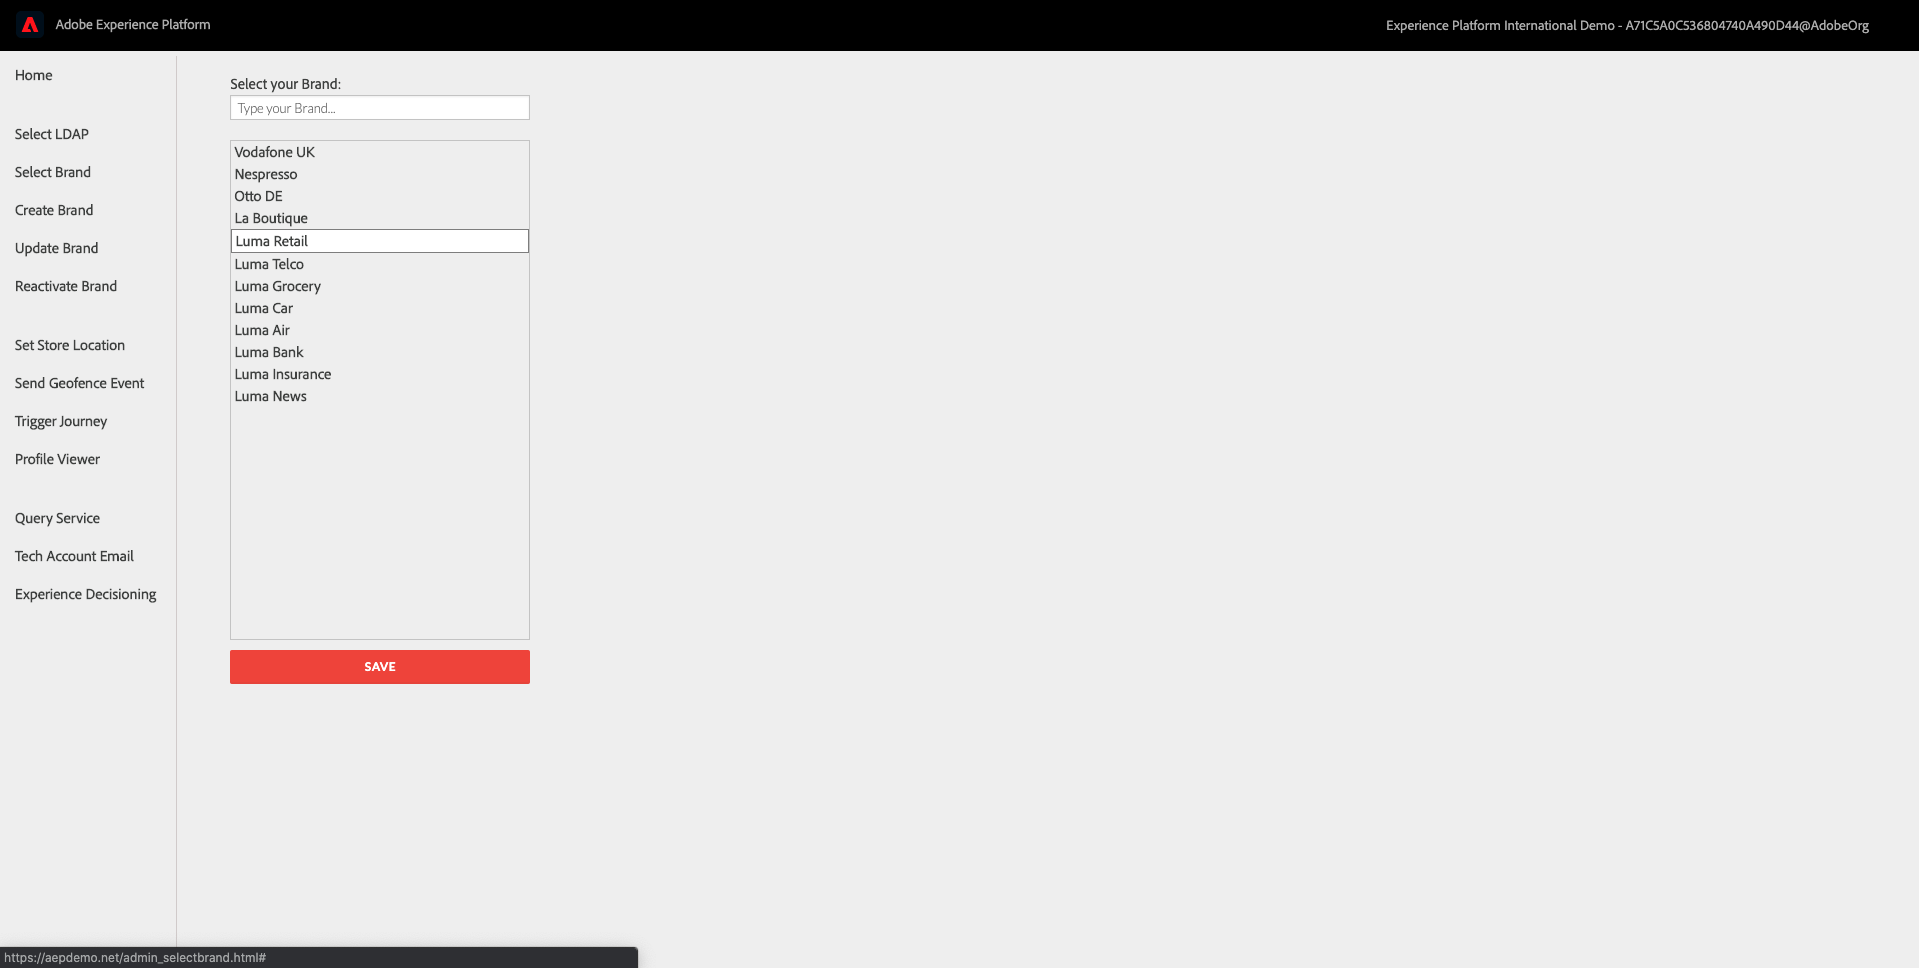 Adobe Experience Platform
Experience Platform International Demo - A71C5A0C536804740A490D44@AdobeOrg
Home
Select LDAP
Select Brand
Create Brand
Update Brand
Reactivate Brand
Set Store Location
Send Geofence Event
Trigger Journey
Profile Viewer
Query Service
Tech Account Email
Experience Decisioning
Select your Brand:
Type your Brand...
Vodafone UK
Nespresso
Otto DE
La Boutique
Luma Retail
Luma Telco
Luma Grocery
Luma Car
Luma Air
Luma Bank
Luma Insurance
Luma News
SAVE
https://aepdemo.net/admin_selectbrand.html#